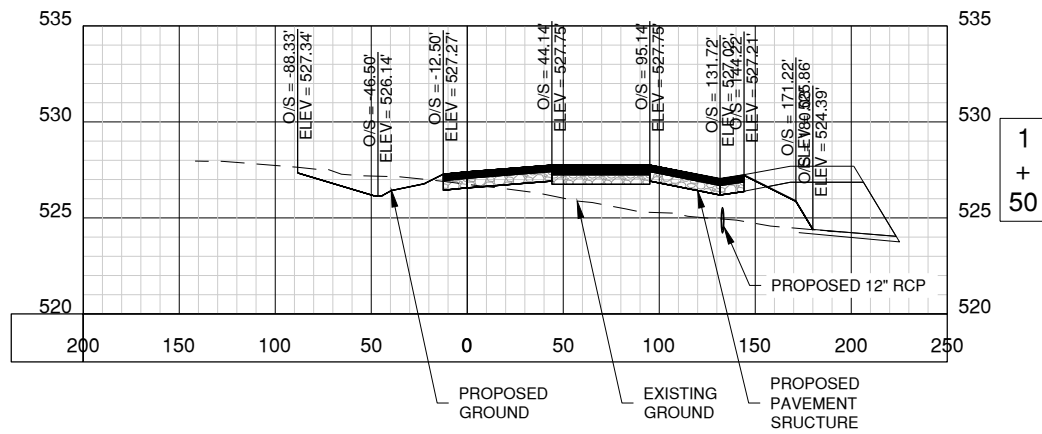 535
530
525
520
535
530
525
520
O/S = -88.33'
ELEV = 527.34'
O/S = -46.50'
ELEV = 526.14'
O/S = -12.50'
ELEV = 527.27'
O/S = 44.14'
ELEV = 527.75'
O/S = 95.14'
ELEV = 527.75'
O/S = 131.72'
ELEV = 527.02'
O/S = 144.22'
ELEV = 527.21'
O/S = 171.22'
ELEV = 525.86'
O/S =
ELEV = 524.39'
1
+
50
PROPOSED 12" RCP
200 150 100 50 0 50 100 150 200 250
PROPOSED
GROUND
EXISTING
GROUND
PROPOSED
PAVEMENT
SRUCTURE